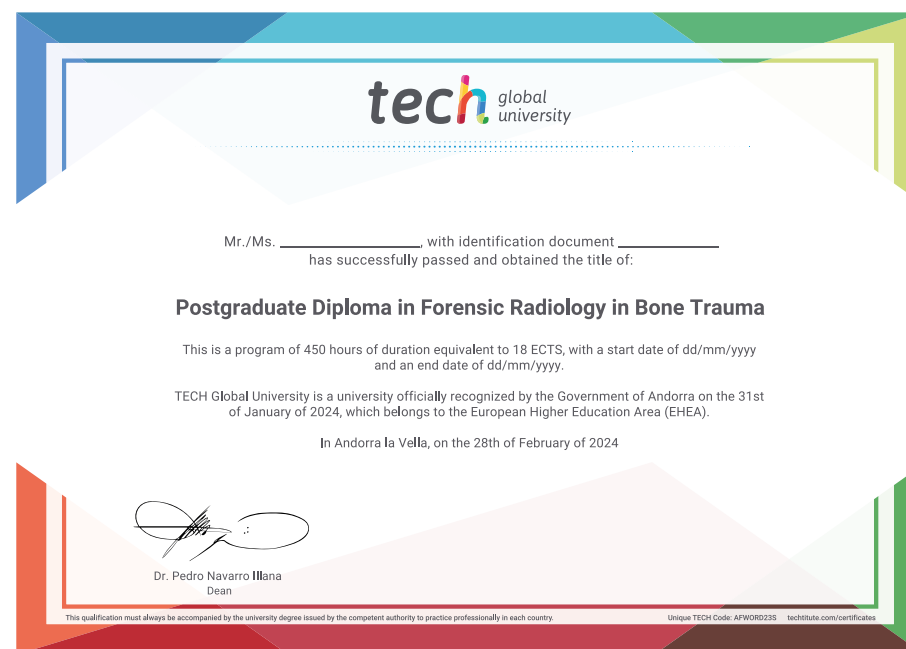 tech global
university
Mr./Ms. ____________________, with identification document ______________
has successfully passed and obtained the title of:
Postgraduate Diploma in Forensic Radiology in Bone Trauma
This is a program of 450 hours of duration equivalent to 18 ECTS, with a start date of dd/mm/yyyy
and an end date of dd/mm/yyyy.
TECH Global University is a university officially recognized by the Government of Andorra on the 31st
of January of 2024, which belongs to the European Higher Education Area (EHEA).
In Andorra la Vella, on the 28th of February of 2024
Dr. Pedro Navarro Illana
Dean
This qualification must always be accompanied by the university degree issued by the competent authority to practice professionally in each country.
Unique TECH Code: AFWORD23S techtitute.com/certificates